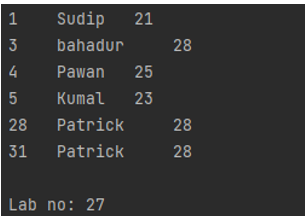 1 Sudip 21
3 bahadur 28
4 Pawan 25
5 Kumal 23
28 Patrick 28
31 Patrick 28
Lab no: 27